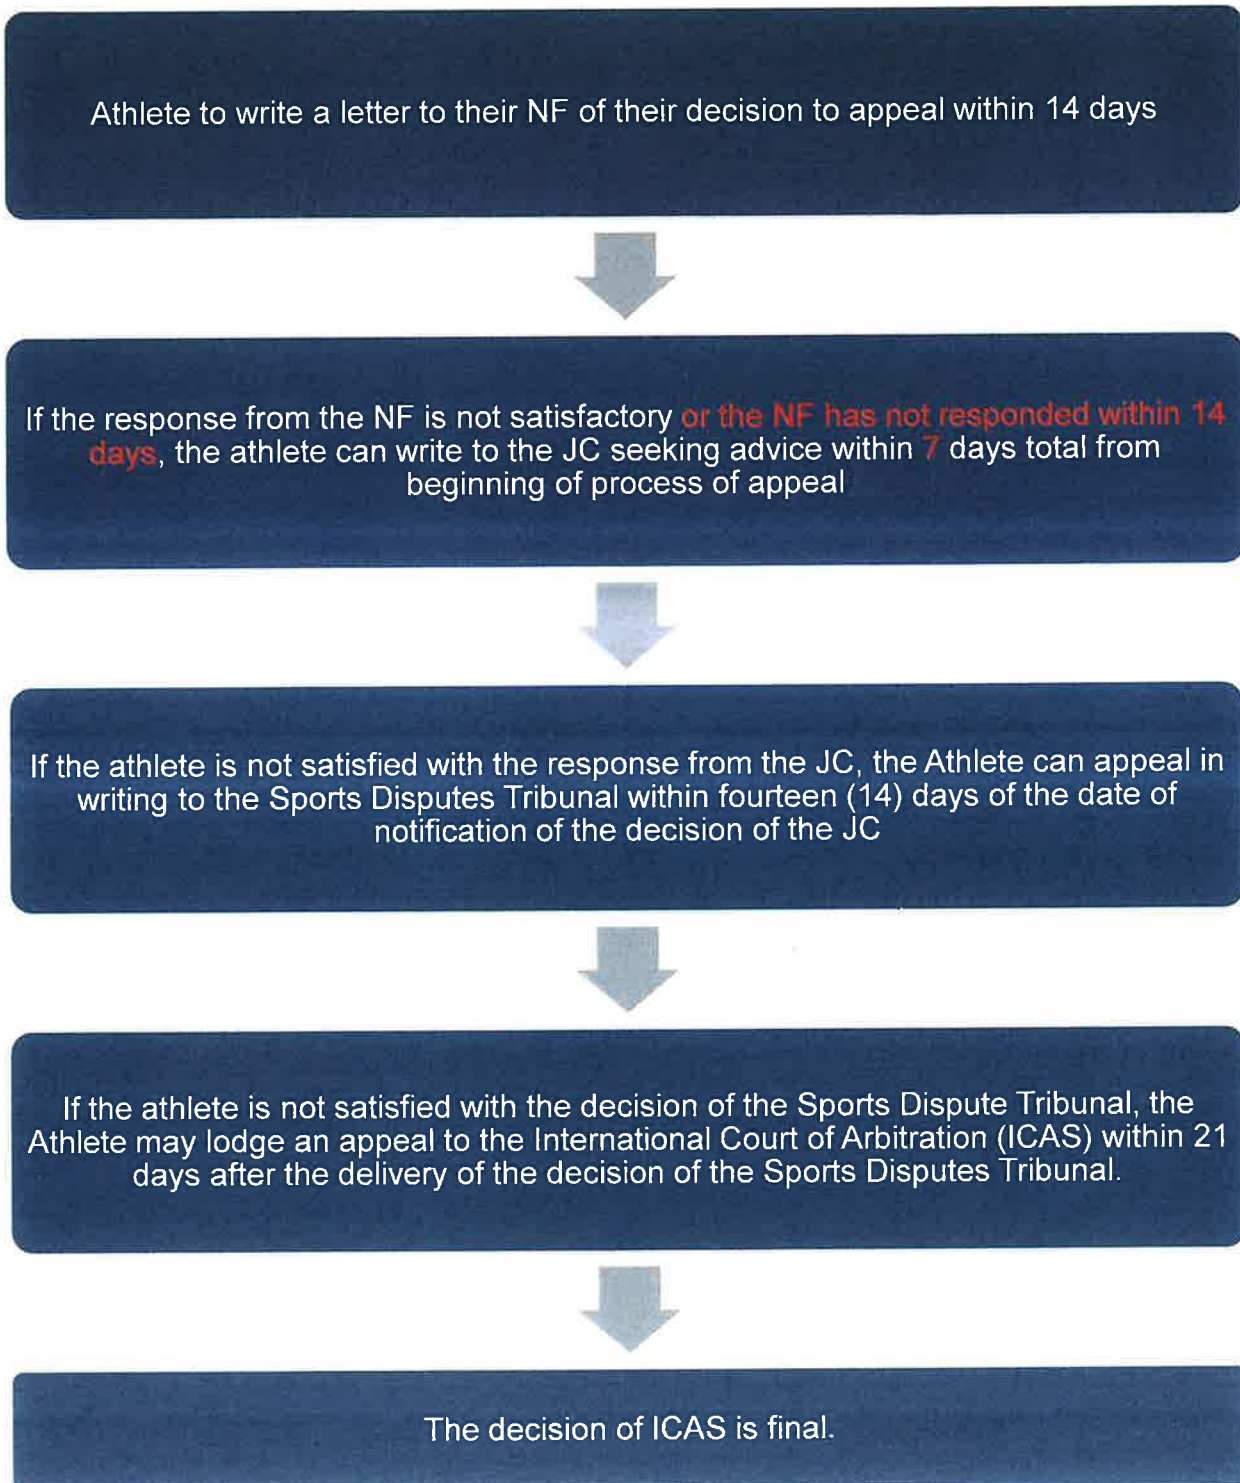 Athlete to write a letter to their NF of their decision to appeal within 14 days
If the response from the NF is not satisfactory or the NF has not responded within 14
days, the athlete can write to the JC seeking advice within 7 days total from
beginning of process of appeal
If the athlete is not satisfied with the response from the JC, the Athlete can appeal in
writing to the Sports Disputes Tribunal within fourteen (14) days of the date of
notification of the decision of the JC
If the athlete is not satisfied with the decision of the Sports Dispute Tribunal, the
Athlete may lodge an appeal to the International Court of Arbitration (ICAS) within 21
days after the delivery of the decision of the Sports Disputes Tribunal.
The decision of ICAS is final.